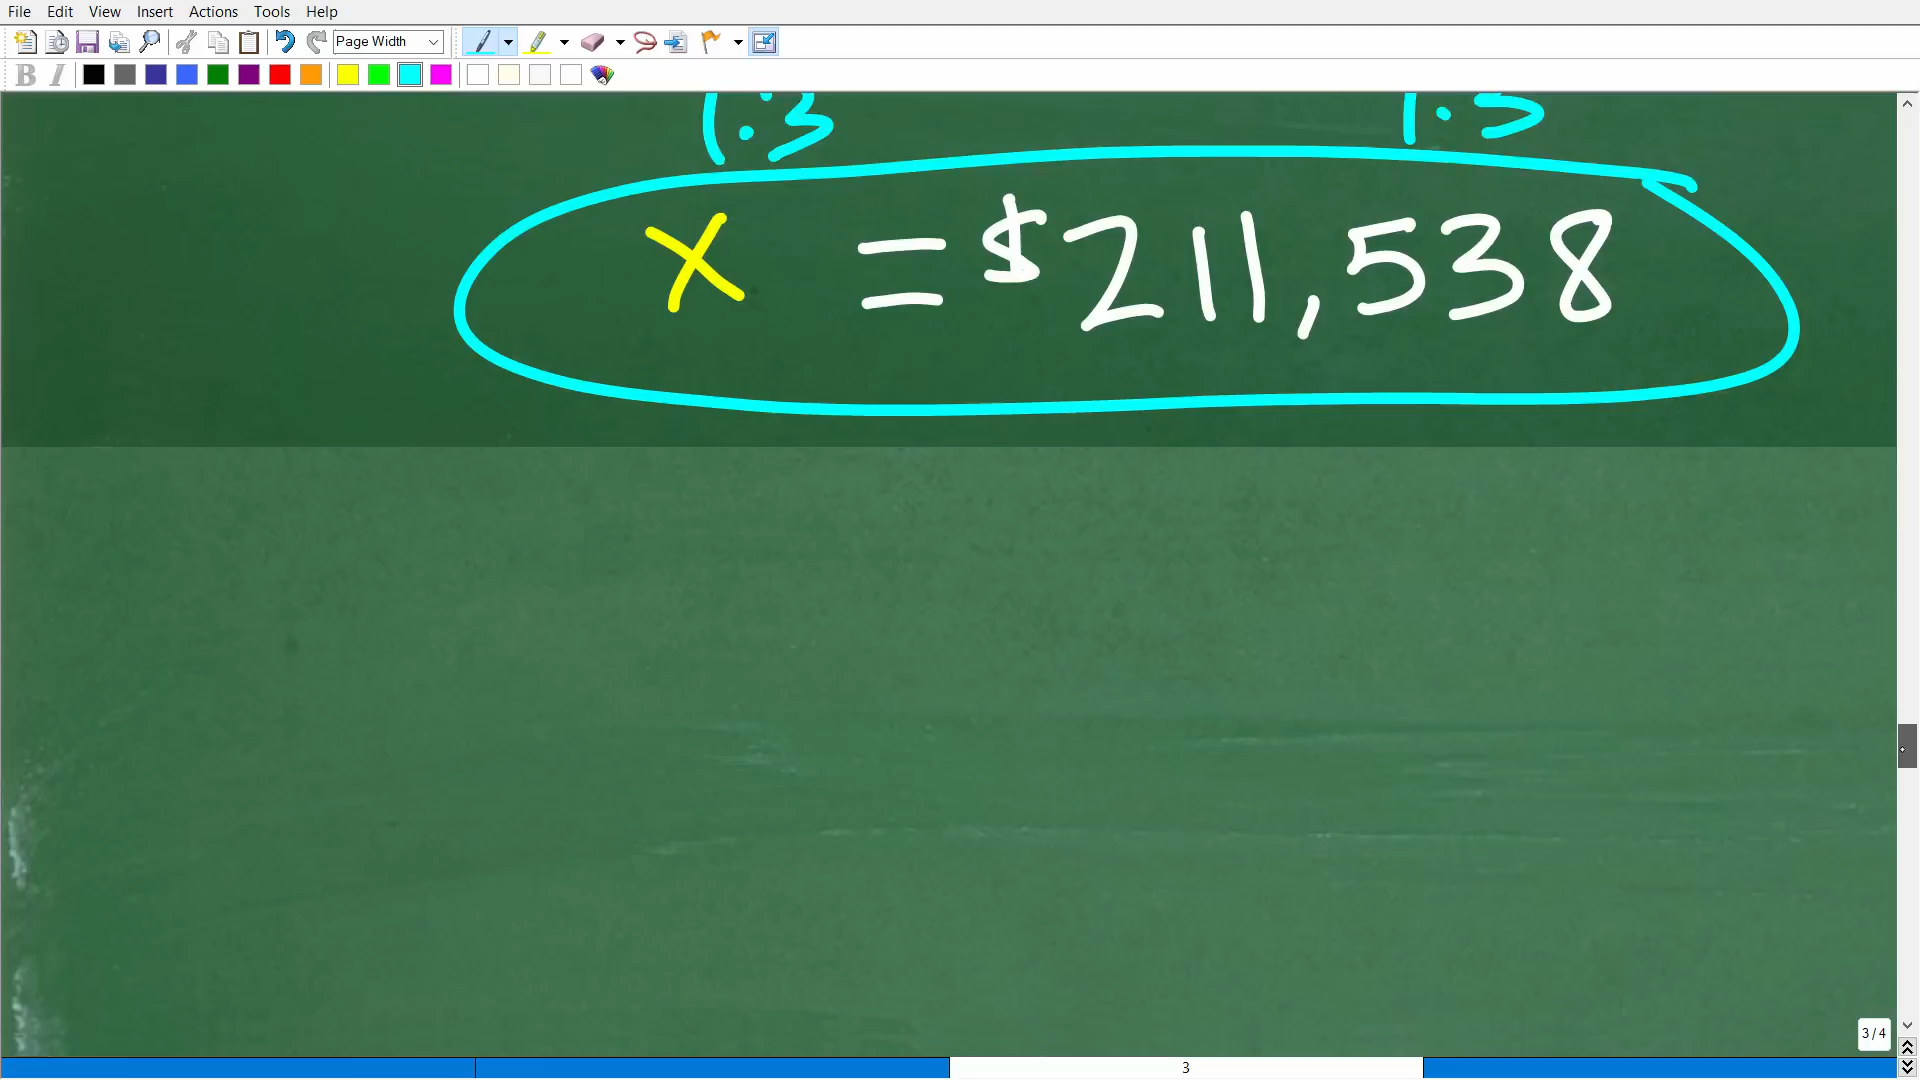 File Edit View Insert Actions Tools Help
Page Width
B I
1.3 1.3
x = $211,538
3 / 4
3